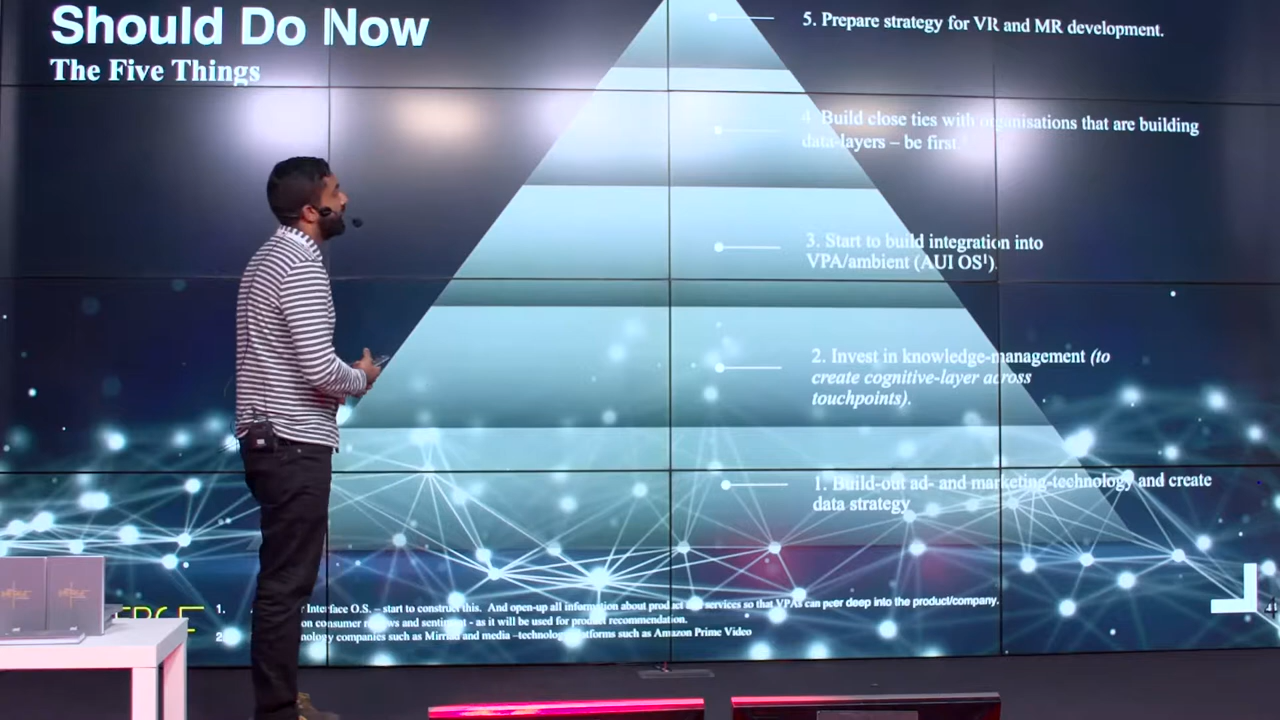 Should Do Now
The Five Things
5. Prepare strategy for VR and MR development.
4. Build close ties with organisations that are building
data-layers – be first.
3. Start to build integration into
VPA/ambient (AUI OS¹).
2. Invest in knowledge-management (to
create cognitive-layer across
touchpoints).
1. Build-out ad- and marketing-technology and create
data strategy
1. Interface O.S. – start to construct this. And open-up all information about product services so that VPAs can peer deep into the product/company.
on consumer and sentiment - as it will be used for product recommendation.
2. companies such as Mirriad and media –technology platforms such as Amazon Prime Video